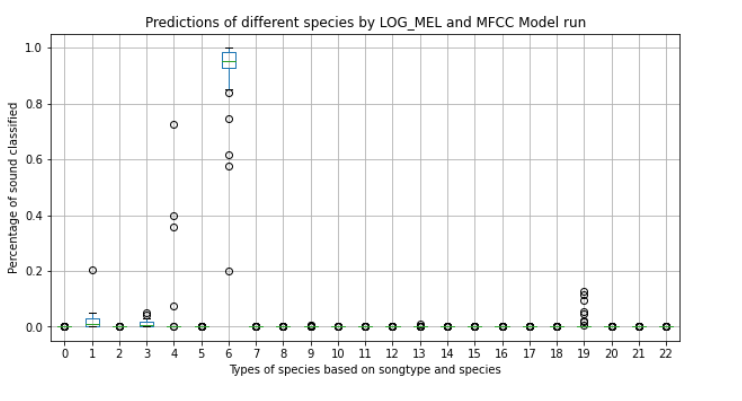 Predictions of different species by LOG_MEL and MFCC Model run
Percentage of sound classified
1.0
0.8
0.6
0.4
0.2
0.0
0 1 2 3 4 5 6 7 8 9 10 11 12 13 14 15 16 17 18 19 20 21 22
Types of species based on songtype and species